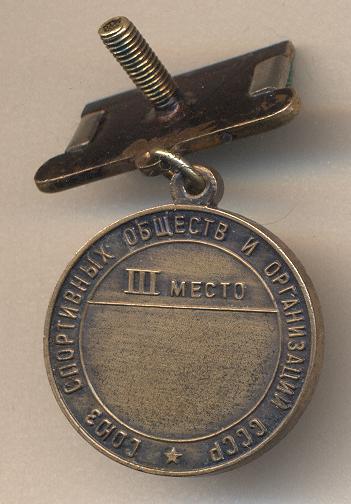 СОЮЗ СПОРТИВНЫХ ОБЩЕСТВ И ОРГАНИЗАЦИЙ СССР
III МЕСТО